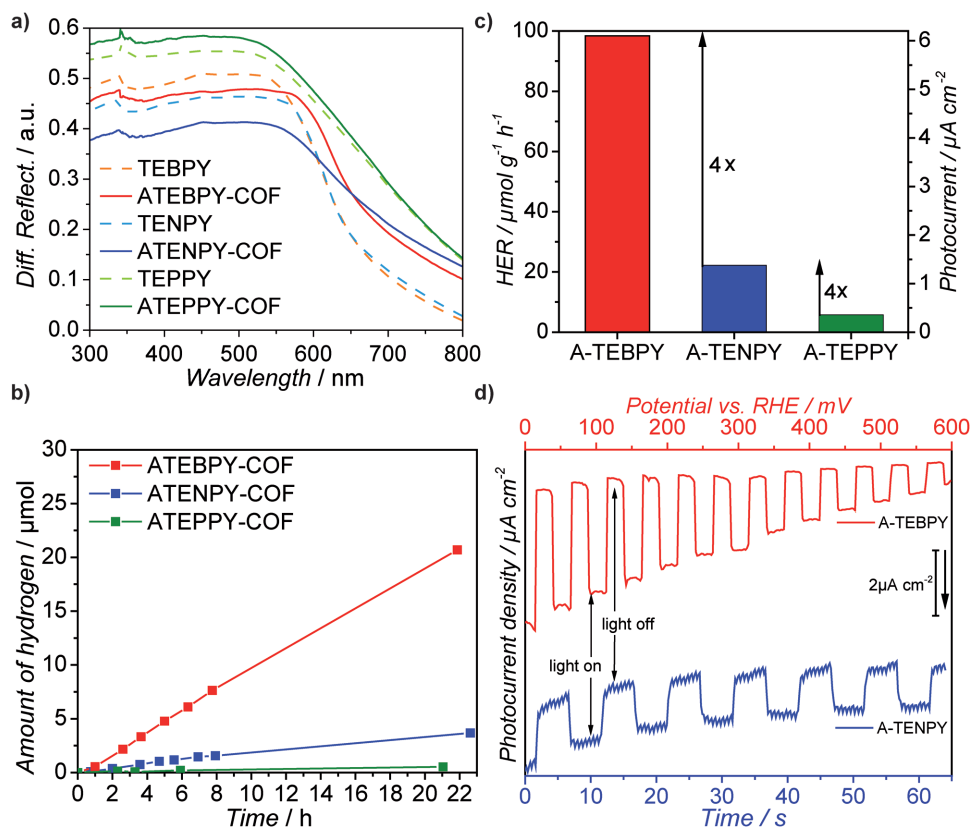 a)
0.6
0.5
0.4
0.3
0.2
0.1
0.0
Diff. Reflect. / a.u.
TEBPY
ATEBPY-COF
TENPY
ATENPY-COF
TEPPY
ATEPPY-COF
300 400 500 600 700 800
Wavelength / nm
c)
100
80
60
40
20
0
HER / µmol g⁻¹ h⁻¹
4x
4x
6
5
4
3
2
1
0
Photocurrent / µA cm⁻²
A-TEBPY A-TENPY A-TEPPY
b)
30
25
20
15
10
5
0
Amount of hydrogen / µmol
ATEBPY-COF
ATENPY-COF
ATEPPY-COF
0 2 4 6 8 10 12 14 16 18 20 22
Time / h
d)
Potential vs. RHE / mV
0 100 200 300 400 500 600
Photocurrent density / µA cm⁻²
A-TEBPY
2µA cm⁻²
light off
light on
A-TENPY
0 10 20 30 40 50 60
Time / s